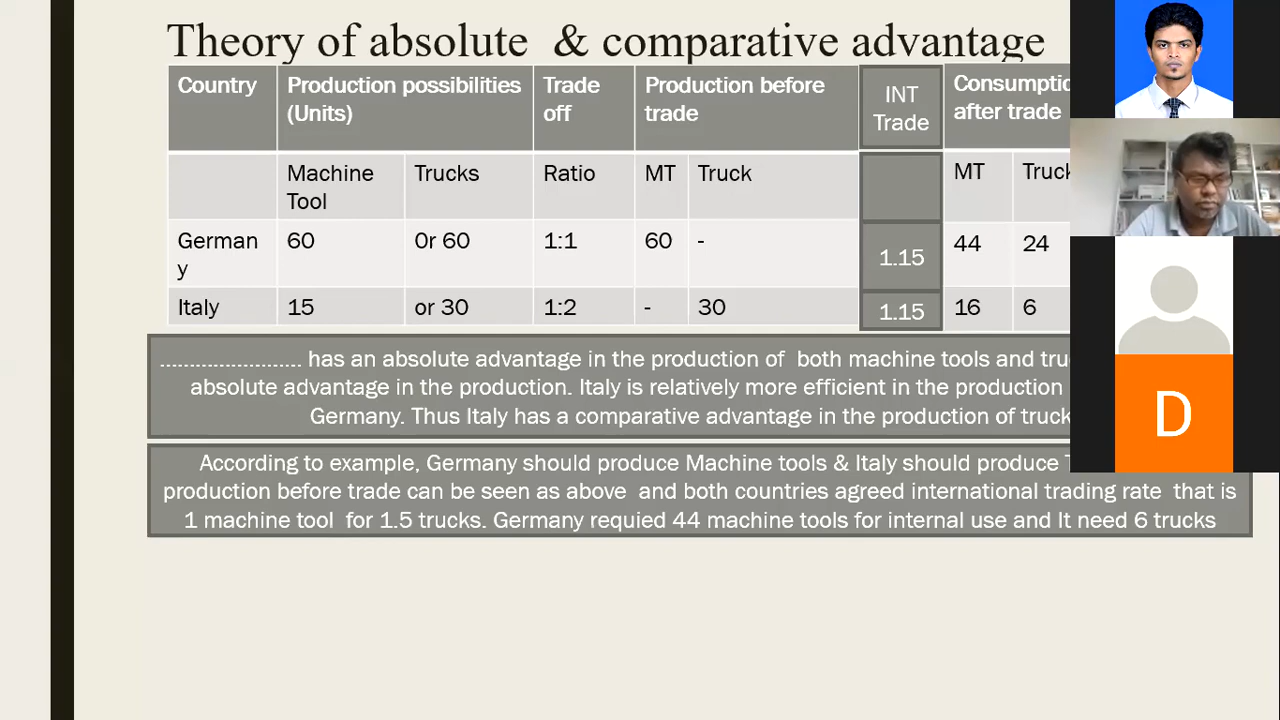 Theory of absolute & comparative advantage
Country Production possibilities (Units) Trade off Production before trade INT Trade after trade
Machine Tool Trucks Ratio MT Truck MT
German y 60 0r 60 1:1 60 - 1.15 44 24
Italy 15 or 30 1:2 - 30 1.15 16 6
....................... has an absolute advantage in the production of both machine tools and
absolute advantage in the production. Italy is relatively more efficient in the production
Germany. Thus Italy has a comparative advantage in the production of
According to example, Germany should produce Machine tools & Italy should produce
production before trade can be seen as above and both countries agreed international trading rate that is
1 machine tool for 1.5 trucks. Germany requied 44 machine tools for internal use and It need 6 trucks
D